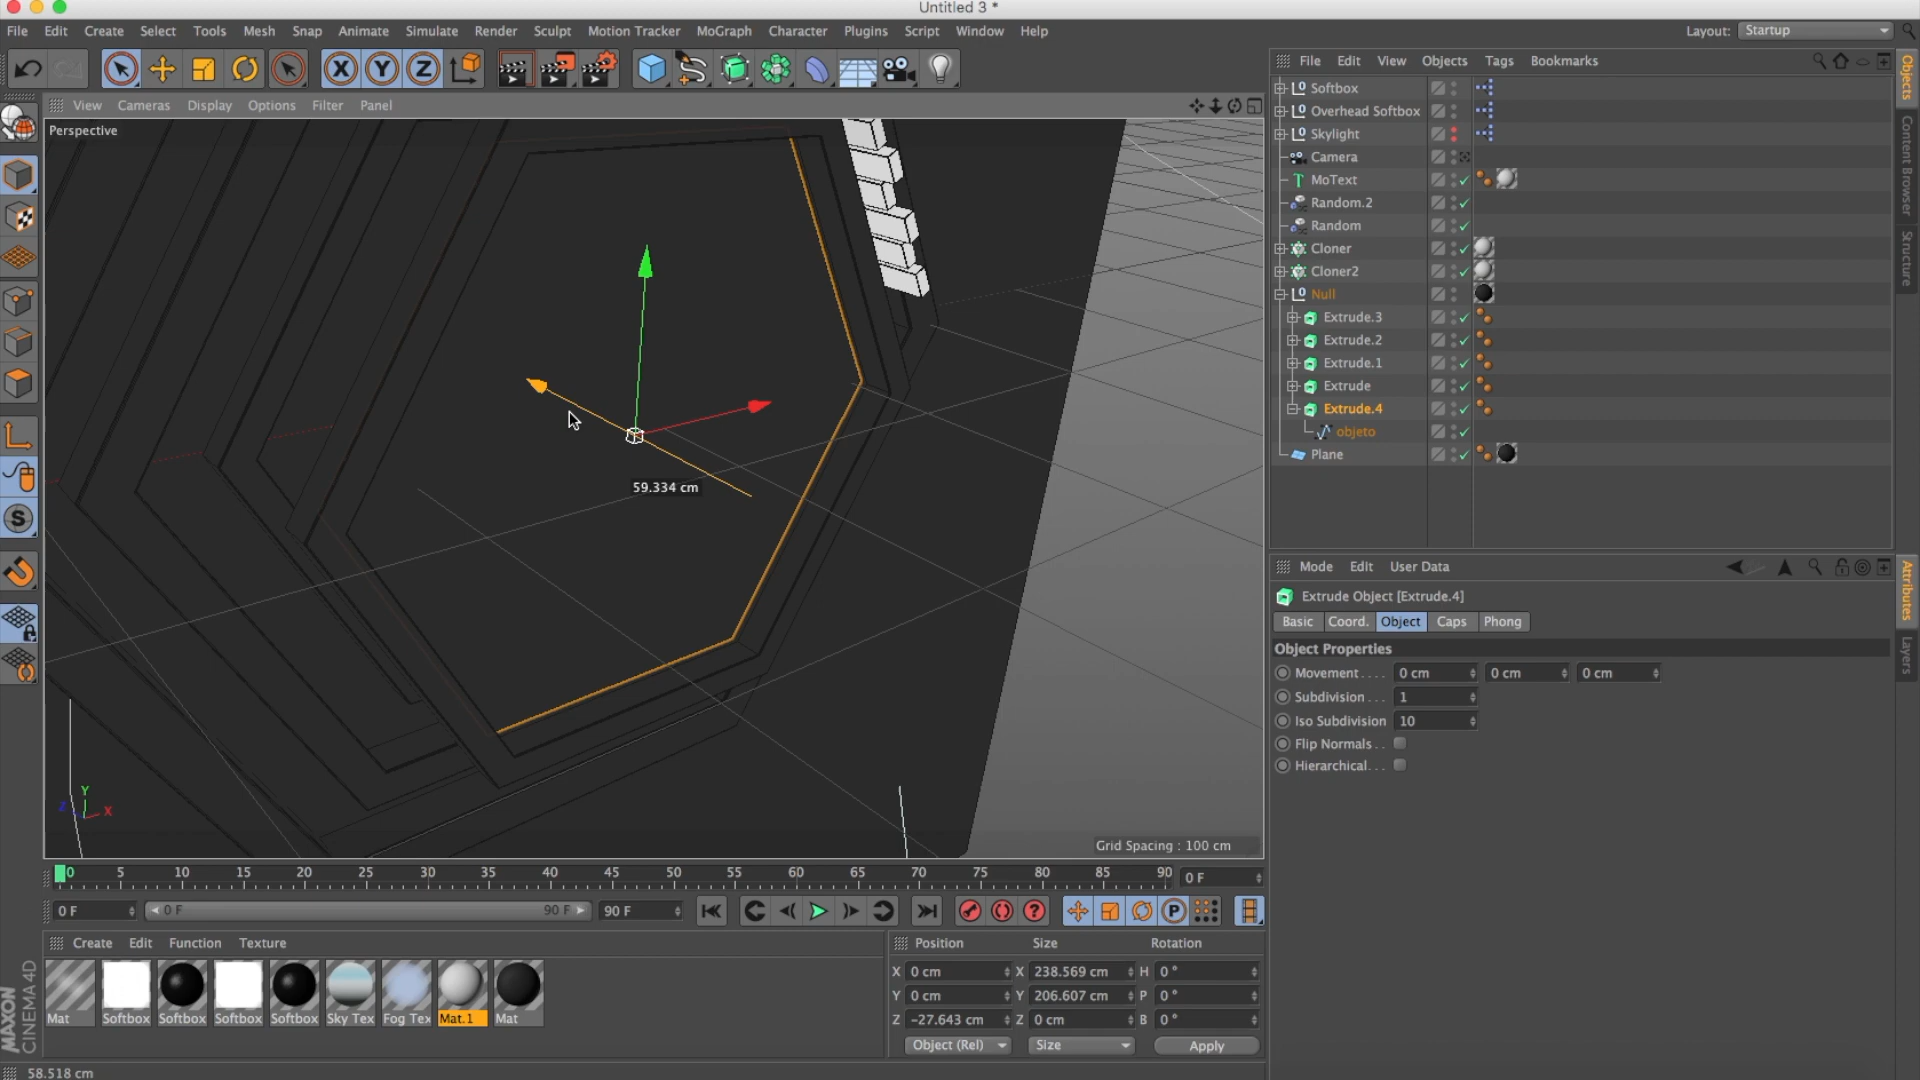 Untitled 3 *
File Edit Create Select Tools Mesh Snap Animate Simulate Render Sculpt Motion Tracker MoGraph Character Plugins Script Window Help Layout: Startup
X Y Z
File Edit View Objects Tags Bookmarks
View Cameras Display Options Filter Panel
Perspective
59.334 cm
Y
Z X
Grid Spacing : 100 cm
Softbox
Overhead Softbox
Skylight
Camera
MoText
Random.2
Random
Cloner
Cloner2
Null
Extrude.3
Extrude.2
Extrude.1
Extrude
Extrude.4
objeto
Plane
Objects
Content Browser
Structure
Mode Edit User Data
Extrude Object [Extrude.4]
Basic Coord. Object Caps Phong
Object Properties
Movement . . . . 0 cm 0 cm 0 cm
Subdivision . . . 1
Iso Subdivision 10
Flip Normals . .
Hierarchical. . .
Attributes
Layers
0 5 10 15 20 25 30 35 40 45 50 55 60 65 70 75 80 85 90 0 F
0 F 0 F 90 F 90 F
Create Edit Function Texture
Mat Softbox Softbox Softbox Softbox Sky Tex Fog Tex Mat.1 Mat
Position Size Rotation
X 0 cm X 238.569 cm H 0 °
Y 0 cm Y 206.607 cm P 0 °
Z -27.643 cm Z 0 cm B 0 °
Object (Rel) Size Apply
MAXON
CINEMA 4D
58.518 cm